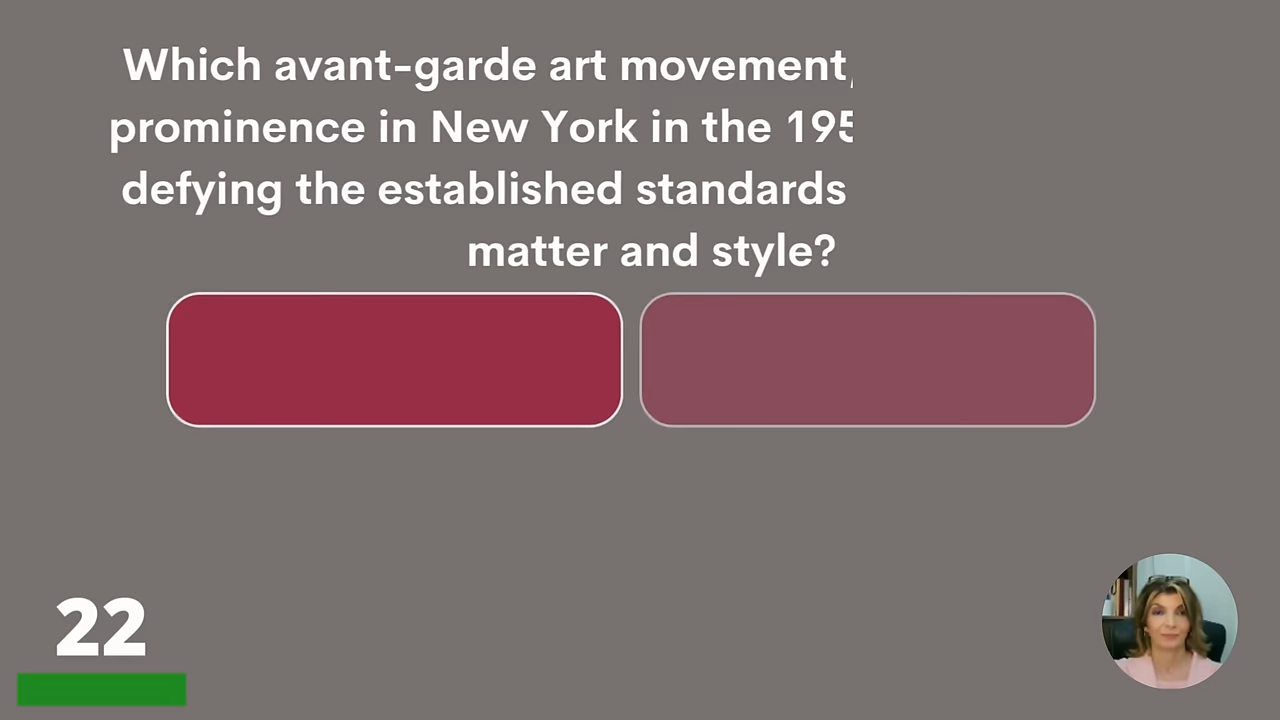 Which avant-garde art movement,
prominence in New York in the 195
defying the established standards
matter and style?
22